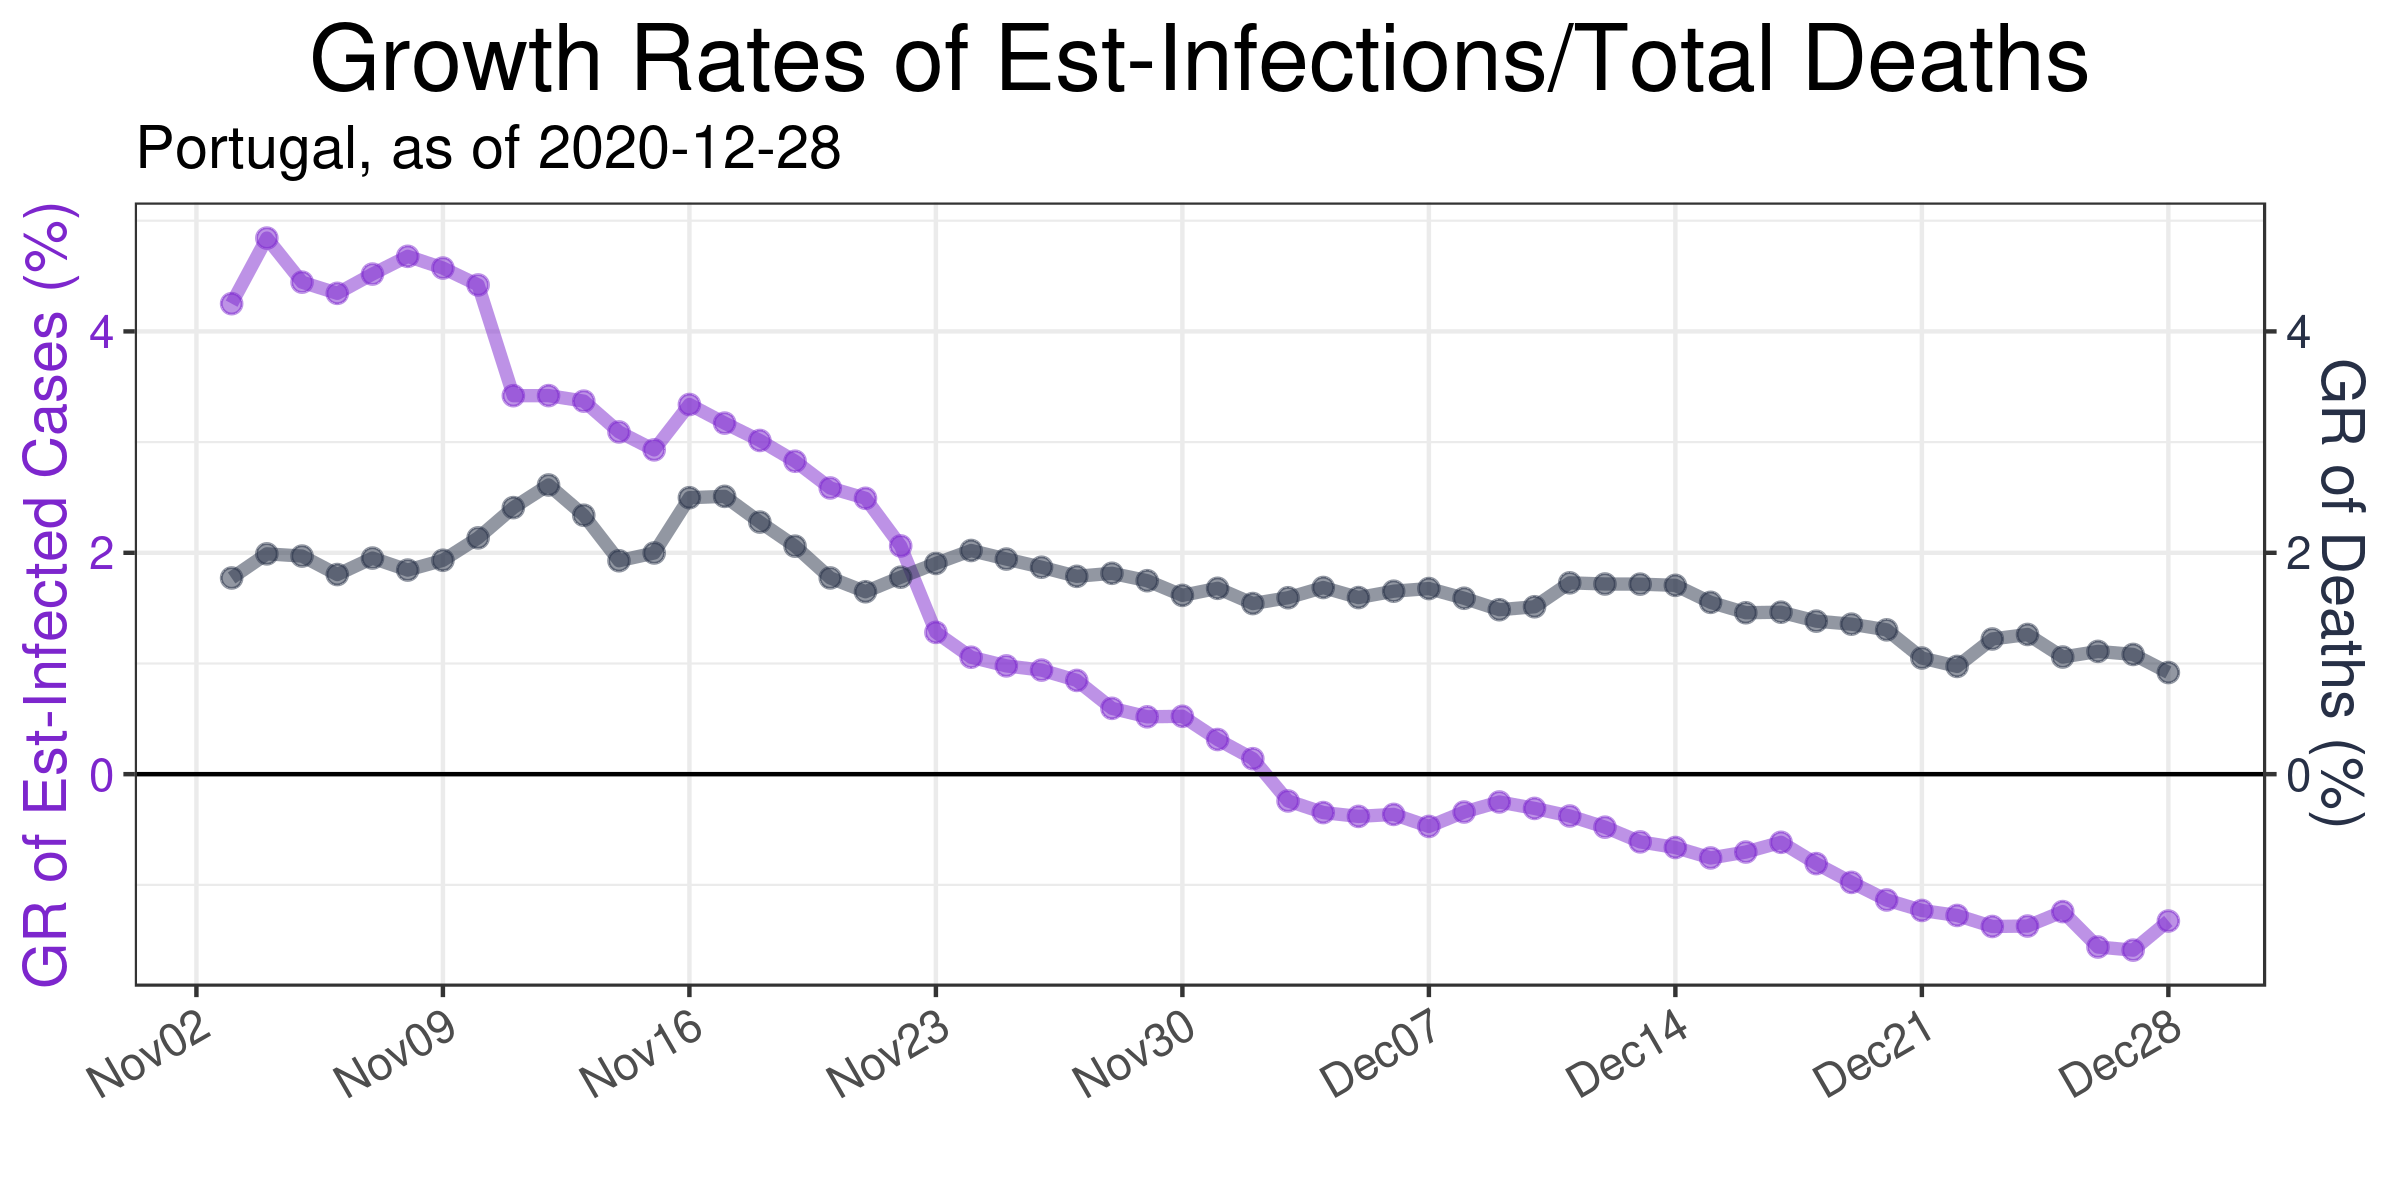 Growth Rates of Est-Infections/Total Deaths
Portugal, as of 2020-12-28
GR of Est-Infected Cases (%)
4
2
0
4
2
0
GR of Deaths (%)
Nov02
Nov09
Nov16
Nov23
Nov30
Dec07
Dec14
Dec21
Dec28